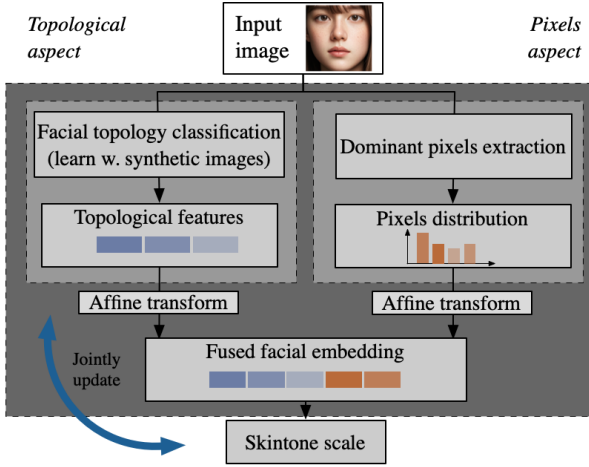 Topological
aspect
Input
image
Pixels
aspect
Facial topology classification
(learn w. synthetic images)
Dominant pixels extraction
Topological features
Pixels distribution
Affine transform
Affine transform
Fused facial embedding
Jointly
update
Skintone scale